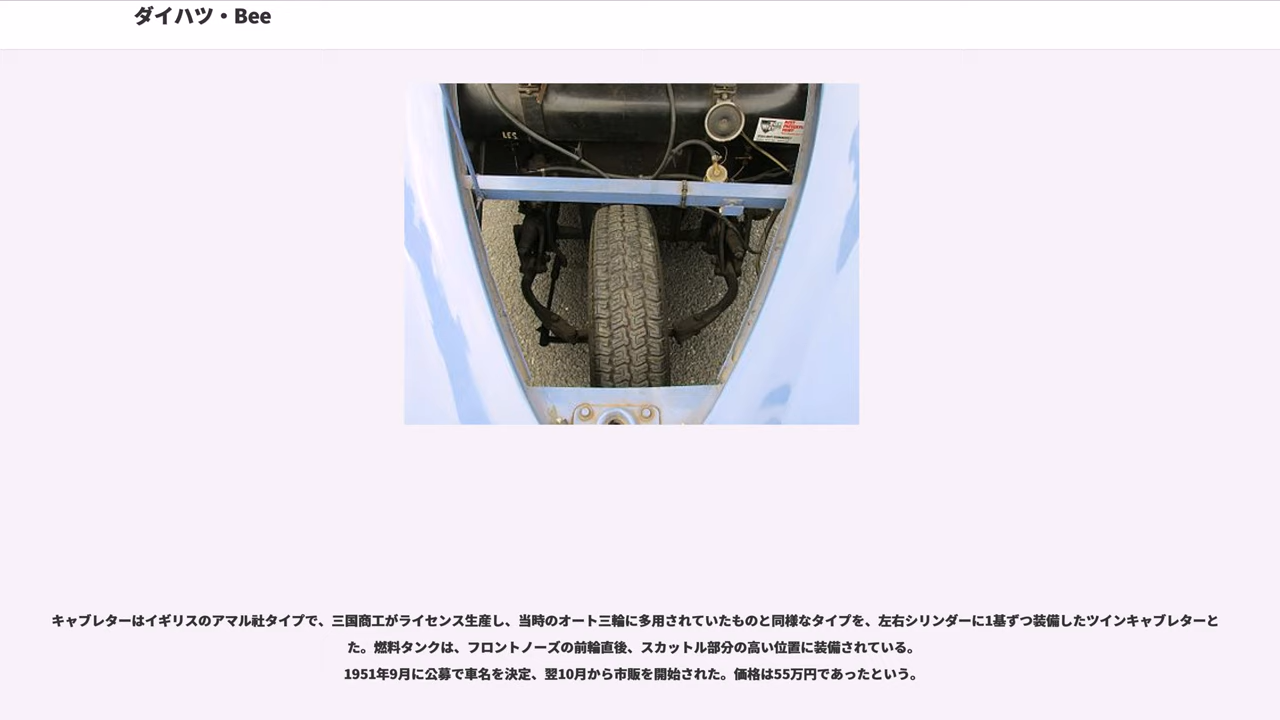 ダイハツ・Bee
キャブレターはイギリスのアマル社タイプで、三国商工がライセンス生産し、当時のオート三輪に多用されていたものと同様なタイプを、左右シリンダーに1基ずつ装備したツインキャブレターと
た。燃料タンクは、フロントノーズの前輪直後、スカットル部分の高い位置に装備されている。
1951年9月に公募で車名を決定、翌10月から市販を開始された。価格は55万円であったという。